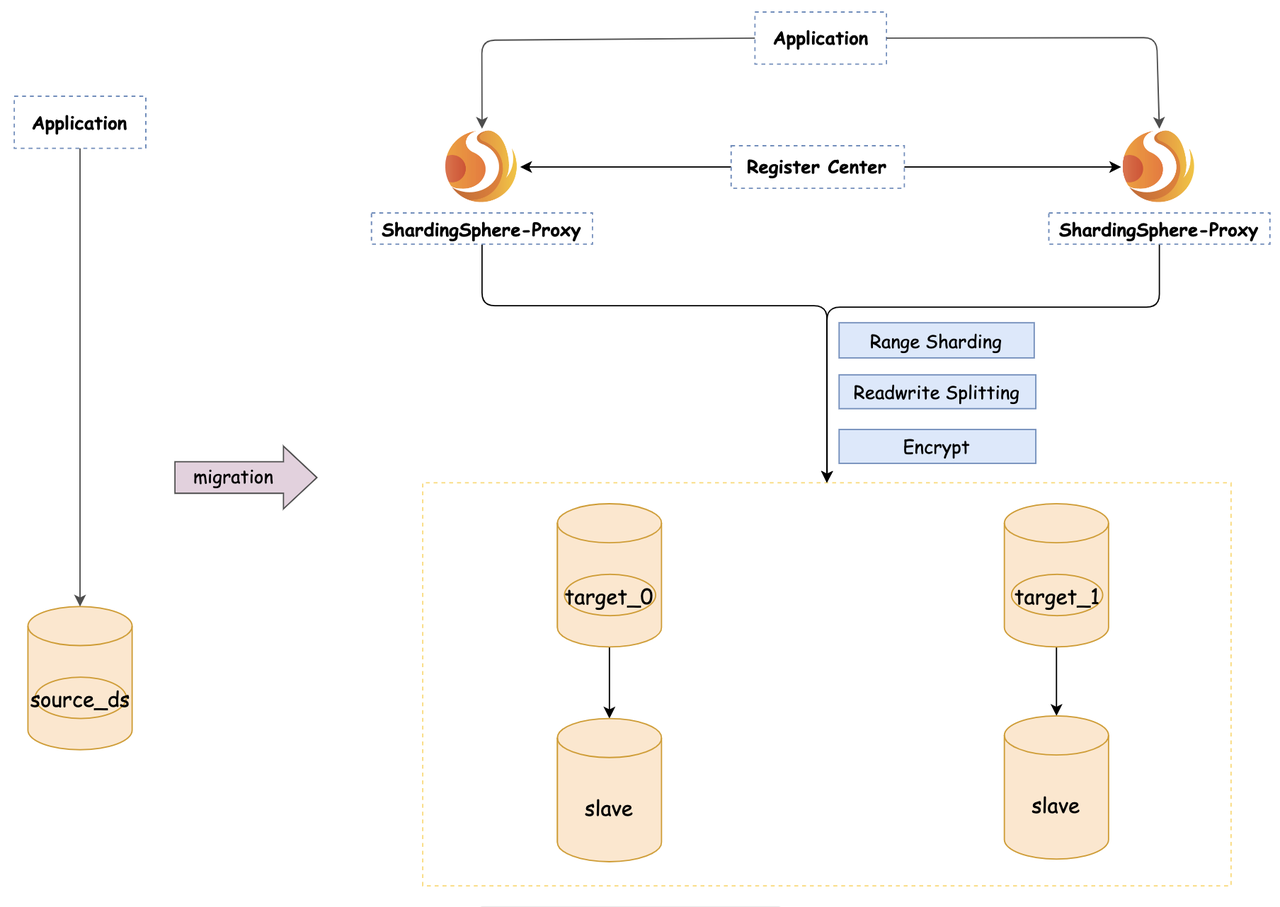 Application
Application
Register Center
ShardingSphere-Proxy
ShardingSphere-Proxy
Range Sharding
Readwrite Splitting
Encrypt
migration
target_0
target_1
source_ds
slave
slave